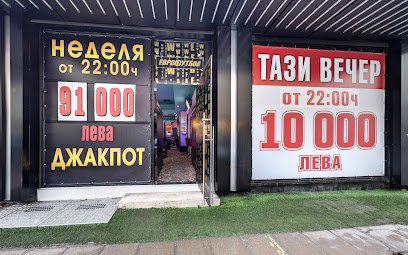 НЕДЕЛЯ
ОТ 22:00Ч
91 000
ЛЕВА
ДЖАКПОТ
ЕВРОФУТБОЛ
ТАЗИ ВЕЧЕР
ОТ 22:00Ч
10 000
ЛЕВА